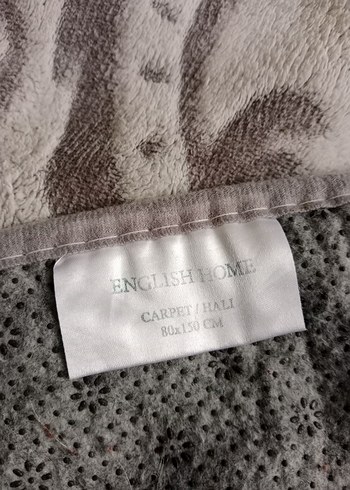 ENGLISH HOME
CARPET / HALI
80x150 CM